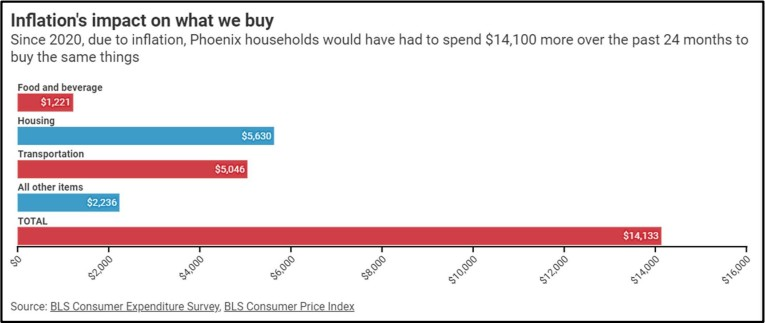 Inflation's impact on what we buy
Since 2020, due to inflation, Phoenix households would have had to spend $14,100 more over the past 24 months to
buy the same things
Food and beverage
$1,221
Housing
$5,630
Transportation
$5,046
All other items
$2,236
TOTAL
$14,133
$0 $2,000 $4,000 $6,000 $8,000 $10,000 $12,000 $14,000 $16,000
Source: BLS Consumer Expenditure Survey, BLS Consumer Price Index